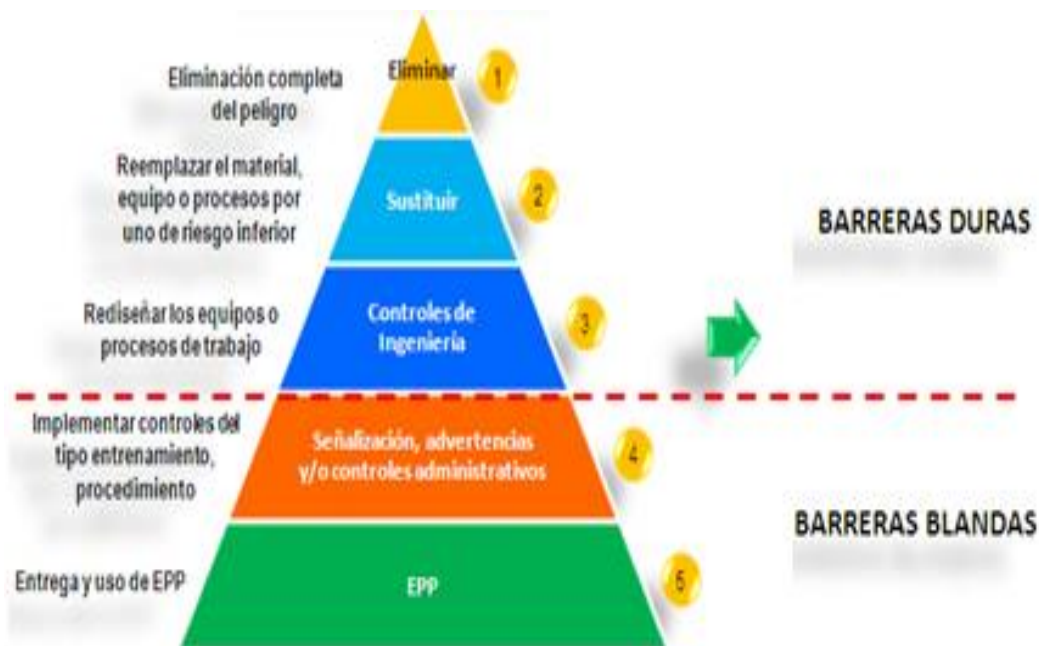 Eliminación completa
del peligro
Eliminar
1
Reemplazar el material,
equipo o procesos por
uno de riesgo inferior
Sustituir
2
BARRERAS DURAS
Rediseñar los equipos o
procesos de trabajo
Controles de
Ingeniería
3
Implementar controles del
tipo entrenamiento,
procedimiento
Señalización, advertencias
y/o controles administrativos
4
BARRERAS BLANDAS
Entrega y uso de EPP
EPP
5